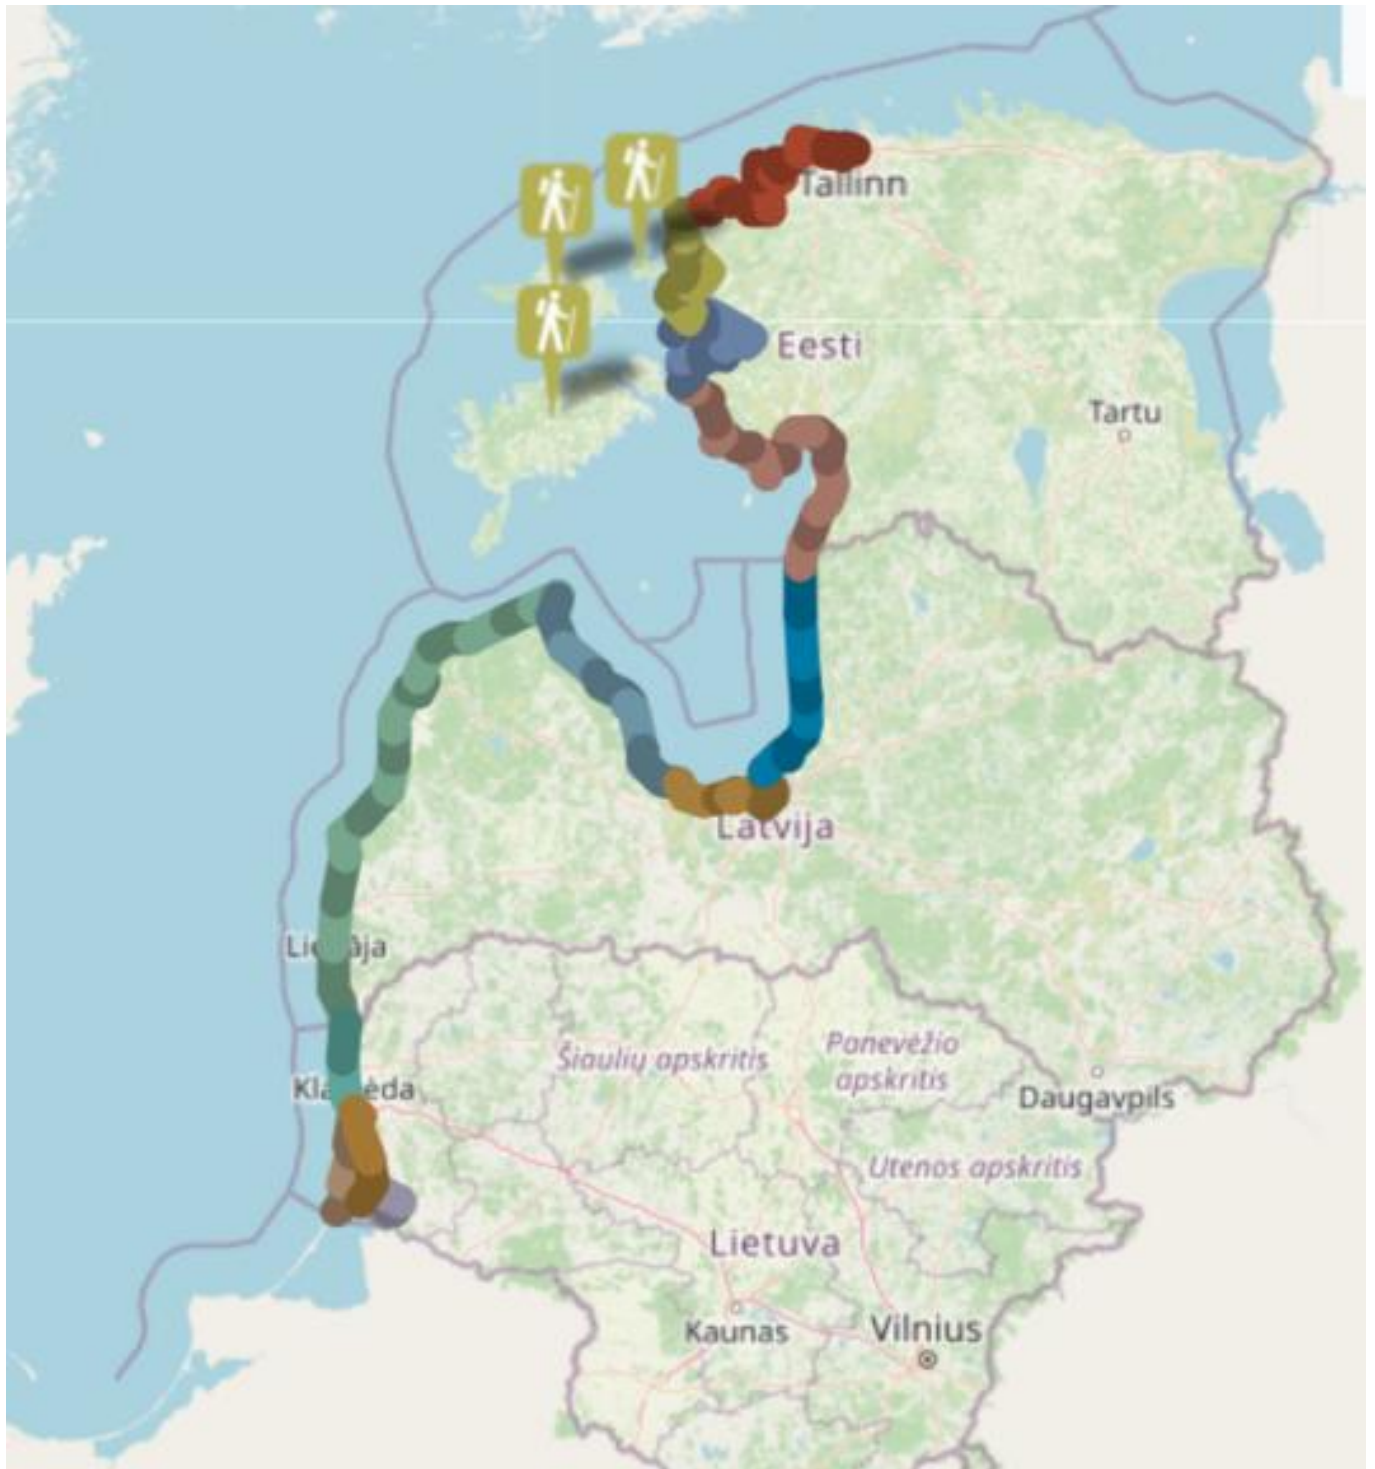 Tallinn
Eesti
Tartu
Latvija
Šiaulių apskritis
Panevėžio
apskritis
Daugavpils
Utenos apskritis
Lietuva
Kaunas
Vilnius